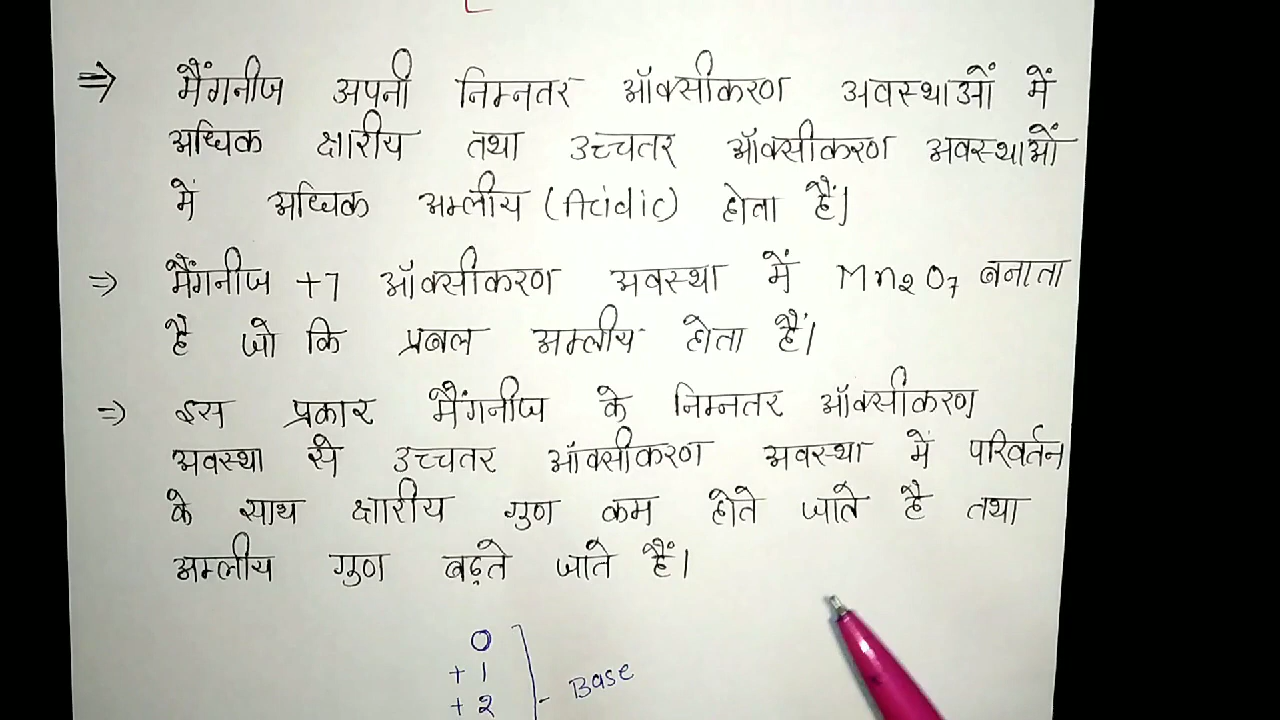 ⇒ मैंगनीज अपनी निम्नतर ऑक्सीकरण अवस्थाओं में
अधिक क्षारीय तथा उच्चतर ऑक्सीकरण अवस्थाओं
में अधिक अम्लीय (Acidic) होता हैं।
⇒ मैंगनीज +7 ऑक्सीकरण अवस्था में Mn₂O₇ बनाता
है जो कि प्रबल अम्लीय होता हैं।
⇒ इस प्रकार मैंगनीज के निम्नतर ऑक्सीकरण
अवस्था से उच्चतर ऑक्सीकरण अवस्था में परिवर्तन
के साथ क्षारीय गुण कम होते जाते है तथा
अम्लीय गुण बढ़ते जाते हैं।
0
+1
+2 - Base